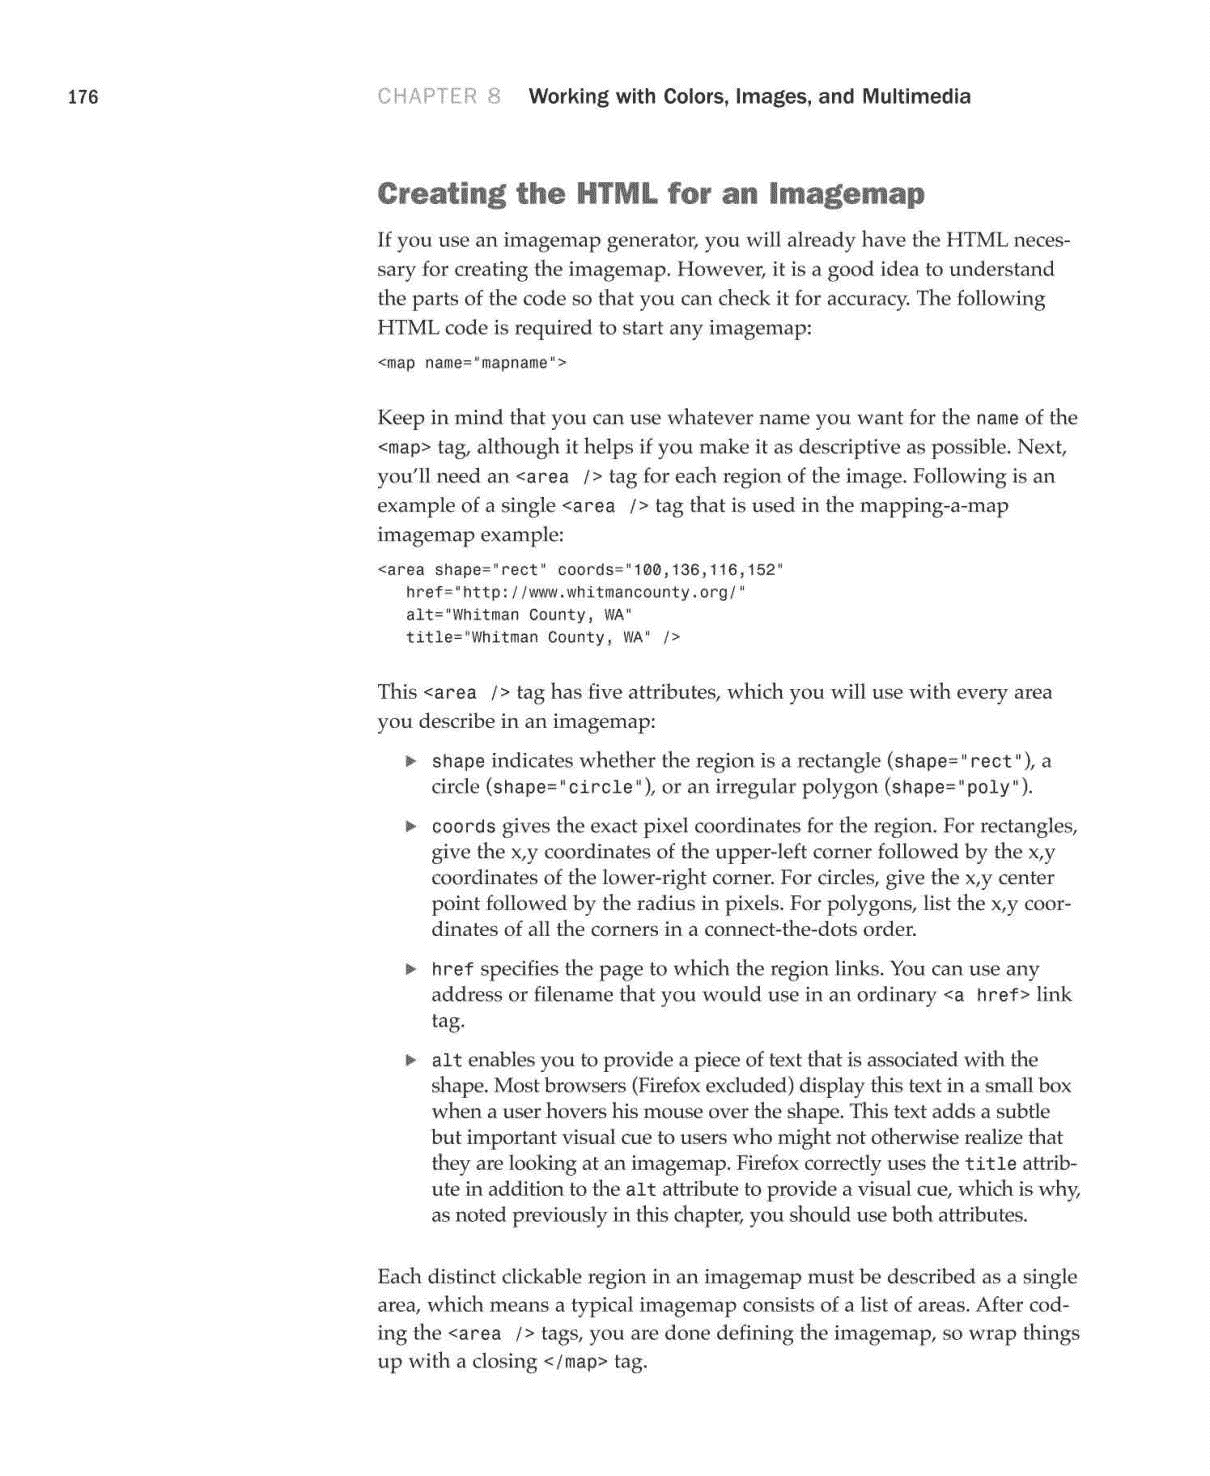 176
CHAPTER 8 Working with Colors, Images, and Multimedia
Creating the HTML for an Imagemap
If you use an imagemap generator, you will already have the HTML neces-
sary for creating the imagemap. However, it is a good idea to understand
the parts of the code so that you can check it for accuracy. The following
HTML code is required to start any imagemap:
<map name="mapname">
Keep in mind that you can use whatever name you want for the name of the
<map> tag, although it helps if you make it as descriptive as possible. Next,
you'll need an <area /> tag for each region of the image. Following is an
example of a single <area /> tag that is used in the mapping-a-map
imagemap example:
<area shape="rect" coords="100,136,116,152"
href="http://www.whitmancounty.org/"
alt="Whitman County, WA"
title="Whitman County, WA" />
This <area /> tag has five attributes, which you will use with every area
you describe in an imagemap:
► shape indicates whether the region is a rectangle (shape="rect"), a
circle (shape="circle"), or an irregular polygon (shape="poly").
► coords gives the exact pixel coordinates for the region. For rectangles,
give the x,y coordinates of the upper-left corner followed by the x,y
coordinates of the lower-right corner. For circles, give the x,y center
point followed by the radius in pixels. For polygons, list the x,y coor-
dinates of all the corners in a connect-the-dots order.
► href specifies the page to which the region links. You can use any
address or filename that you would use in an ordinary <a href> link
tag.
► alt enables you to provide a piece of text that is associated with the
shape. Most browsers (Firefox excluded) display this text in a small box
when a user hovers his mouse over the shape. This text adds a subtle
but important visual cue to users who might not otherwise realize that
they are looking at an imagemap. Firefox correctly uses the title attrib-
ute in addition to the alt attribute to provide a visual cue, which is why,
as noted previously in this chapter, you should use both attributes.
Each distinct clickable region in an imagemap must be described as a single
area, which means a typical imagemap consists of a list of areas. After cod-
ing the <area /> tags, you are done defining the imagemap, so wrap things
up with a closing </map> tag.